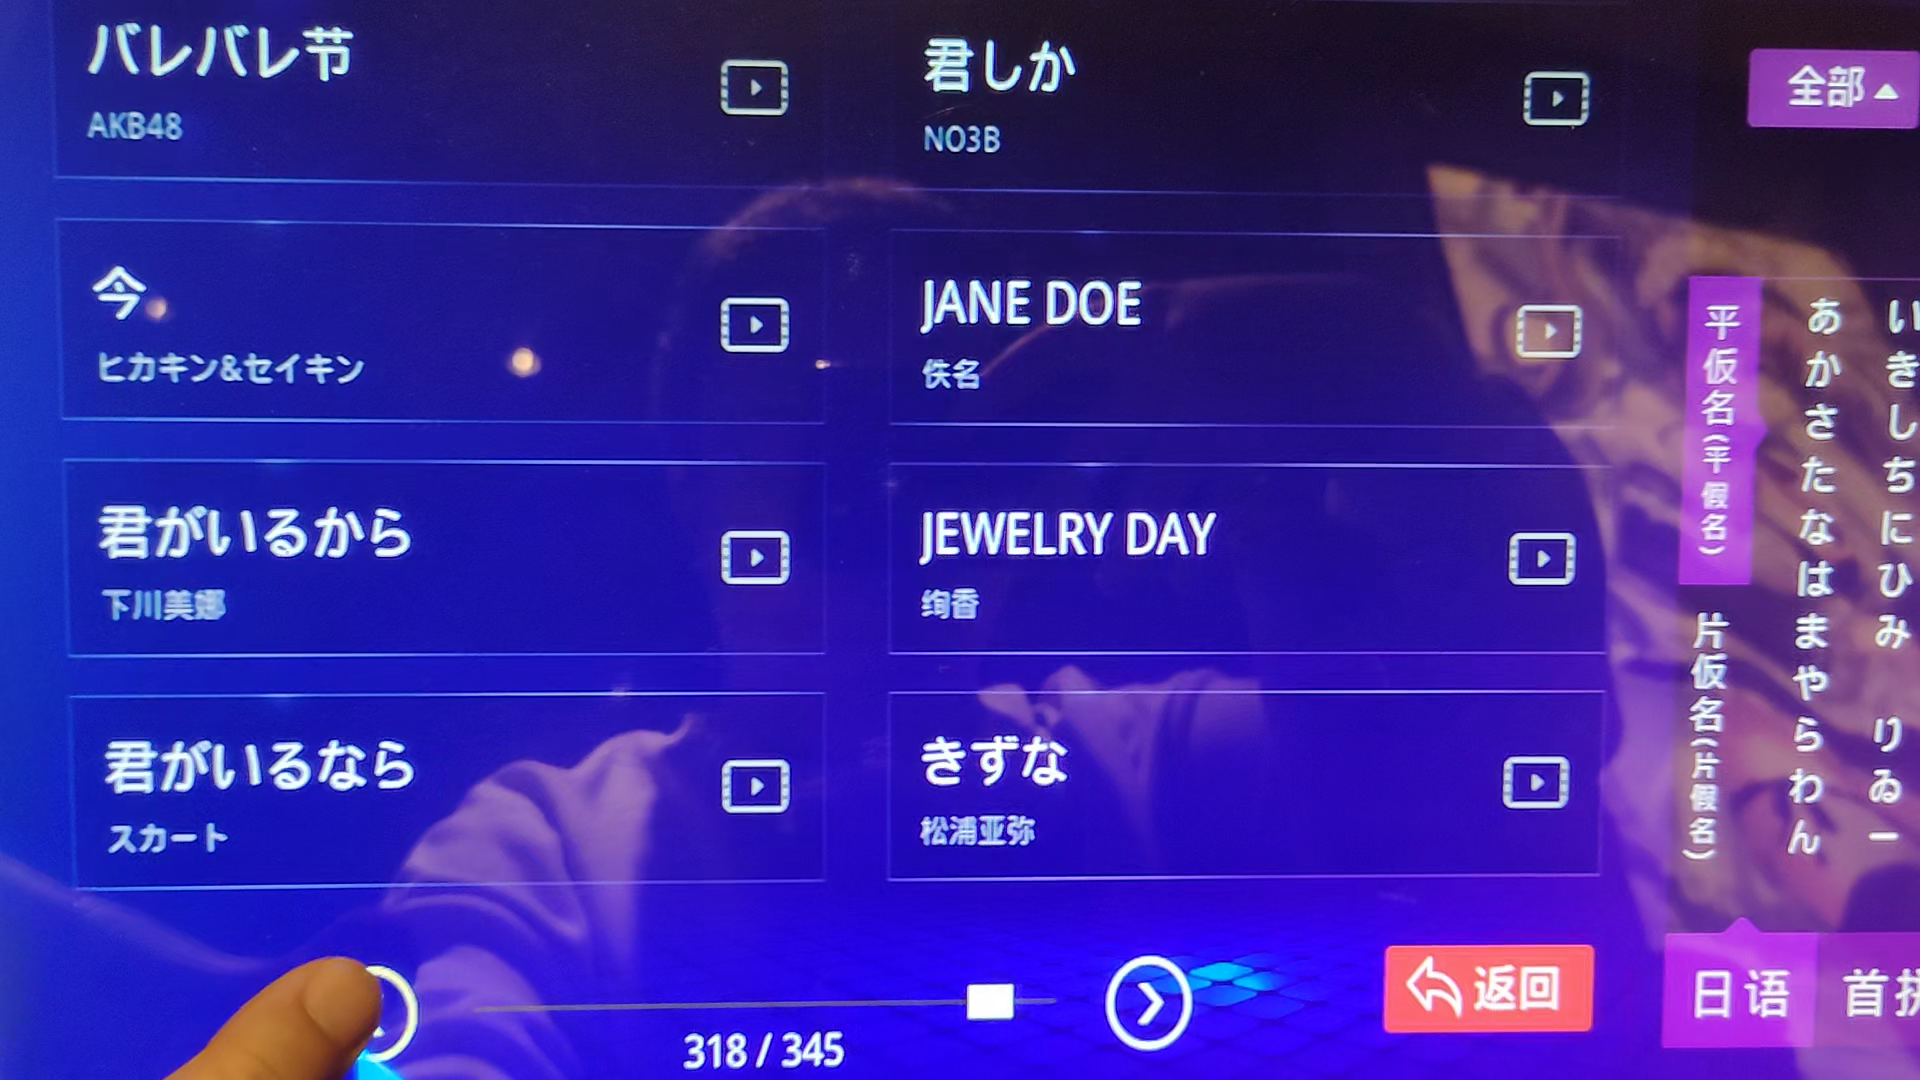 バレバレ节
AKB48
君しか
NO3B
今
ヒカキン&セイキン
JANE DOE
佚名
君がいるから
下川美娜
JEWELRY DAY
绚香
君がいるなら
スカート
きずな
松浦亚弥
318 / 345
返回
全部
平仮名(平假名)
片仮名(片假名)
あかさたなはまやらわん
いきしちにひみ りゐー
日语
首拼